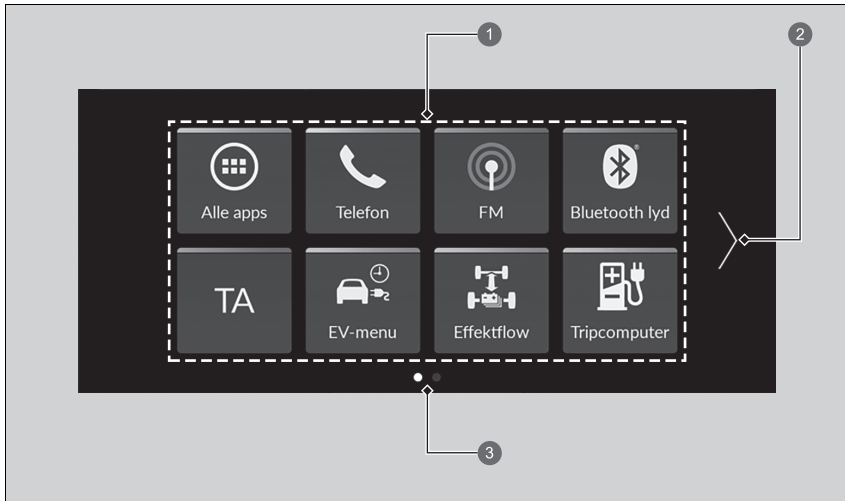 1
2
Alle apps
Telefon
FM
Bluetooth lyd
TA
EV-menu
Effektflow
Tripcomputer
3